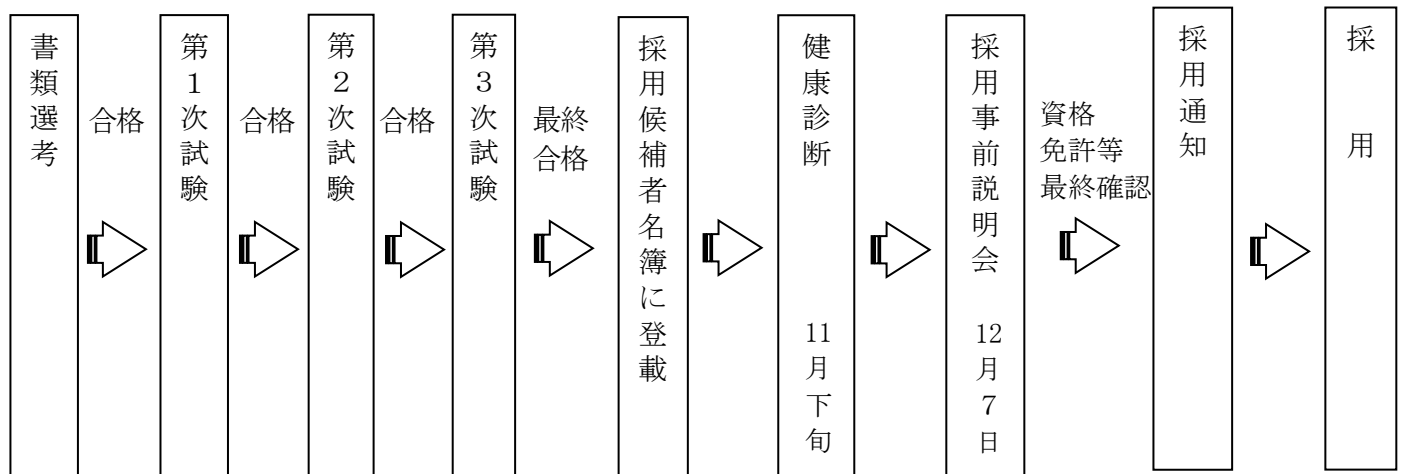 書類選考
合格
第1次試験
合格
第2次試験
合格
第3次試験
最終
合格
採用候補者名簿に登載
健康診断　11月下旬
採用事前説明会　12月7日
資格
免許等
最終確認
採用通知
採用